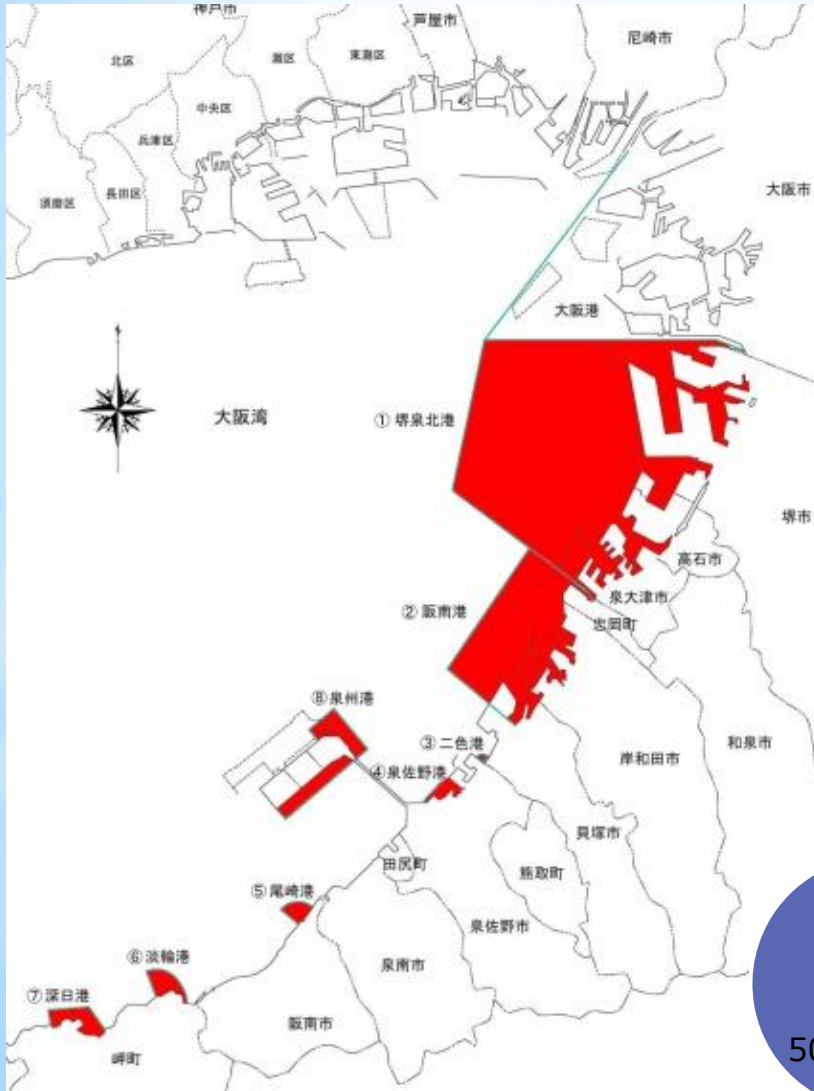 神戸市
芦屋市
尼崎市
北区
灘区
東灘区
中央区
兵庫区
長田区
須磨区
大阪市
大阪港
大阪湾
① 堺泉北港
堺市
高石市
泉大津市
忠岡町
② 阪南港
⑧ 泉州港
③ 二色港
④ 泉佐野港
和泉市
岸和田市
貝塚市
田尻町
熊取町
⑤ 尾崎港
泉佐野市
⑥ 淡輪港
泉南市
⑦ 深日港
阪南市
岬町
50